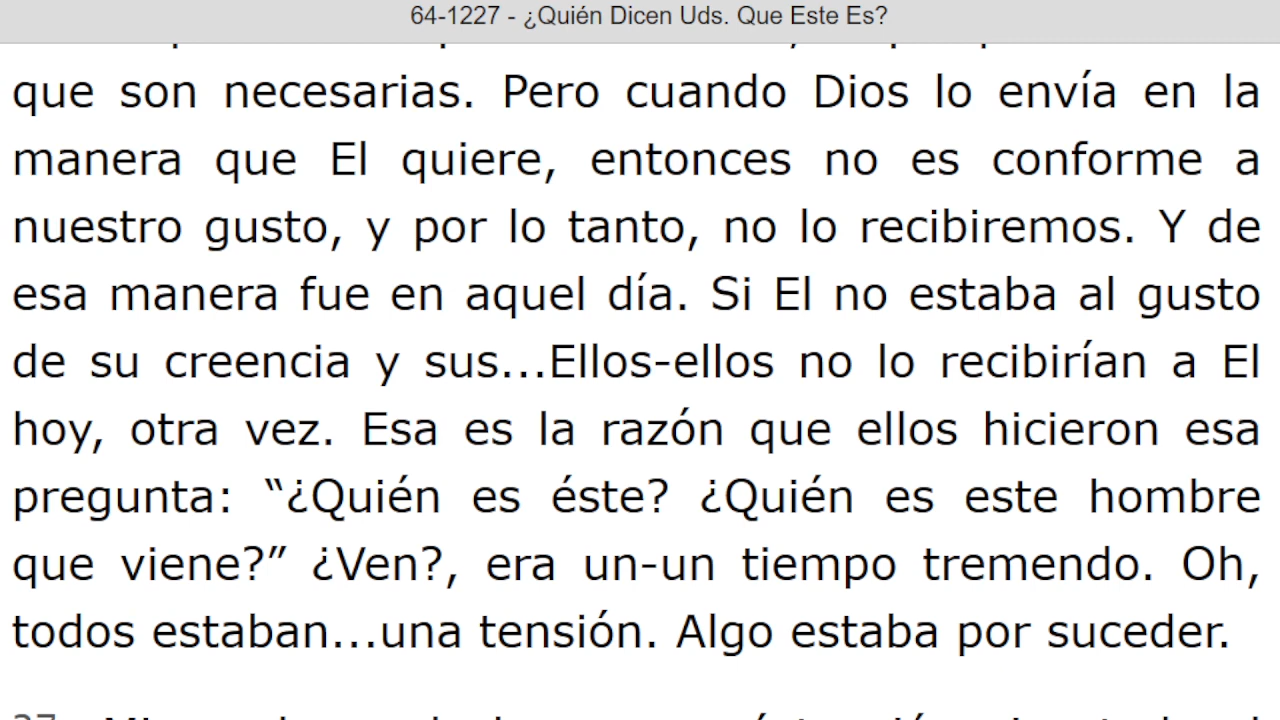 64-1227 - ¿Quién Dicen Uds. Que Este Es?
que son necesarias. Pero cuando Dios lo envía en la
manera que El quiere, entonces no es conforme a
nuestro gusto, y por lo tanto, no lo recibiremos. Y de
esa manera fue en aquel día. Si El no estaba al gusto
de su creencia y sus...Ellos-ellos no lo recibirían a El
hoy, otra vez. Esa es la razón que ellos hicieron esa
pregunta: “¿Quién es éste? ¿Quién es este hombre
que viene?” ¿Ven?, era un-un tiempo tremendo. Oh,
todos estaban...una tensión. Algo estaba por suceder.